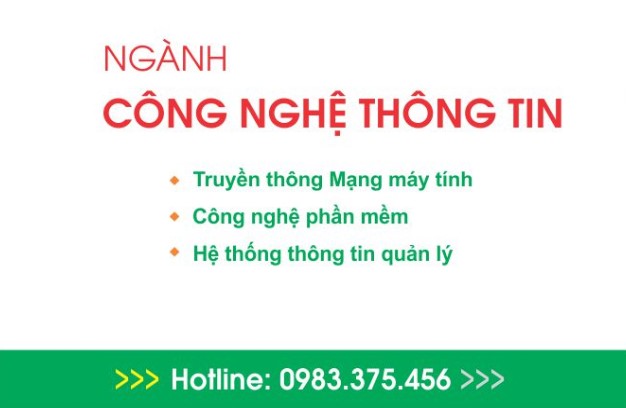 NGÀNH
CÔNG NGHỆ THÔNG TIN
Truyền thông Mạng máy tính
Công nghệ phần mềm
Hệ thống thông tin quản lý
>>> Hotline: 0983.375.456 >>>